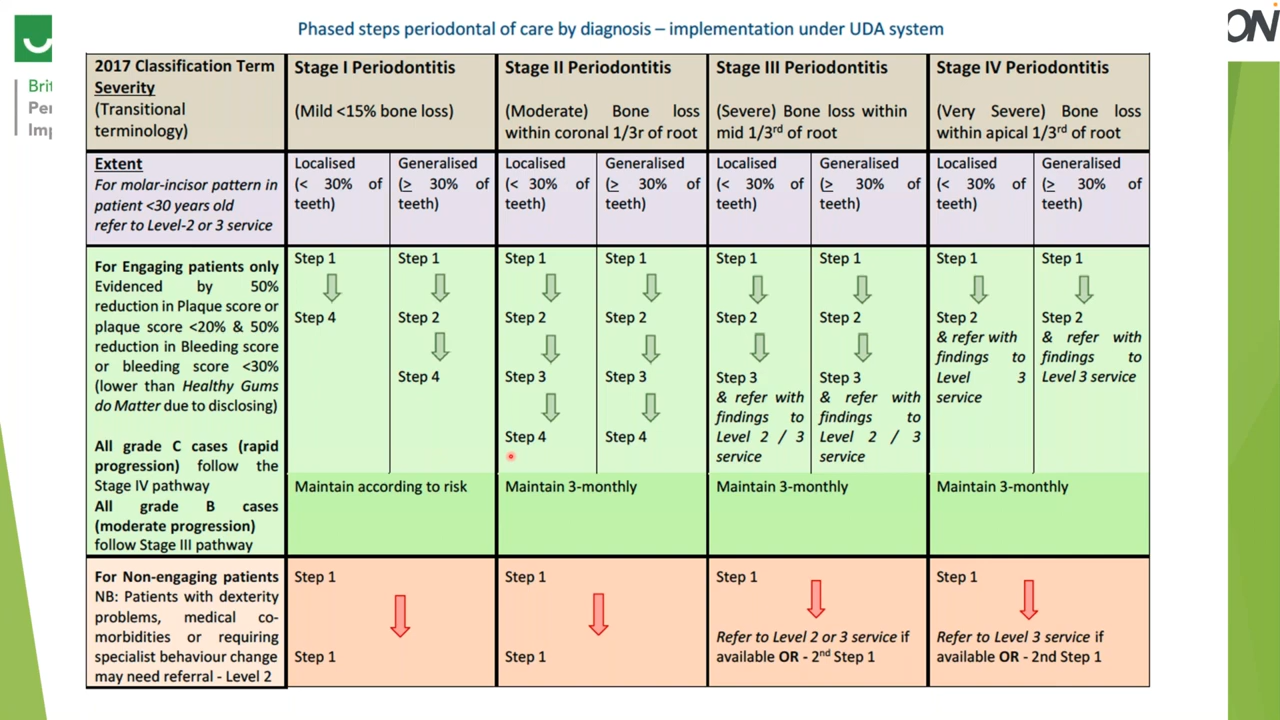 Phased steps periodontal of care by diagnosis – implementation under UDA system
ON
Brit
Per
Imp
2017 Classification Term
Severity
(Transitional
terminology)
Stage I Periodontitis
(Mild <15% bone loss)
Stage II Periodontitis
(Moderate) Bone loss
within coronal 1/3r of root
Stage III Periodontitis
(Severe) Bone loss within
mid 1/3rd of root
Stage IV Periodontitis
(Very Severe) Bone loss
within apical 1/3rd of root
Extent
For molar-incisor pattern in
patient <30 years old
refer to Level-2 or 3 service
Localised
(< 30% of
teeth)
Generalised
(≥ 30% of
teeth)
Localised
(< 30% of
teeth)
Generalised
(≥ 30% of
teeth)
Localised
(< 30% of
teeth)
Generalised
(≥ 30% of
teeth)
Localised
(< 30% of
teeth)
Generalised
(≥ 30% of
teeth)
For Engaging patients only
Evidenced by 50%
reduction in Plaque score or
plaque score <20% & 50%
reduction in Bleeding score
or bleeding score <30%
(lower than Healthy Gums
do Matter due to disclosing)
All grade C cases (rapid
progression) follow the
Stage IV pathway
All grade B cases
(moderate progression)
follow Stage III pathway
Step 1
Step 4
Step 1
Step 2
Step 4
Step 1
Step 2
Step 3
Step 4
Step 1
Step 2
Step 3
Step 4
Step 1
Step 2
Step 3
& refer with
findings to
Level 2 / 3
service
Step 1
Step 2
Step 3
& refer with
findings to
Level 2 / 3
service
Step 1
Step 2
& refer with
findings to
Level 3
service
Step 1
Step 2
& refer with
findings to
Level 3 service
Maintain according to risk
Maintain 3-monthly
Maintain 3-monthly
Maintain 3-monthly
For Non-engaging patients
NB: Patients with dexterity
problems, medical co-
morbidities or requiring
specialist behaviour change
may need referral - Level 2
Step 1
Step 1
Step 1
Step 1
Step 1
Refer to Level 2 or 3 service if
available OR - 2nd Step 1
Step 1
Refer to Level 3 service if
available OR - 2nd Step 1